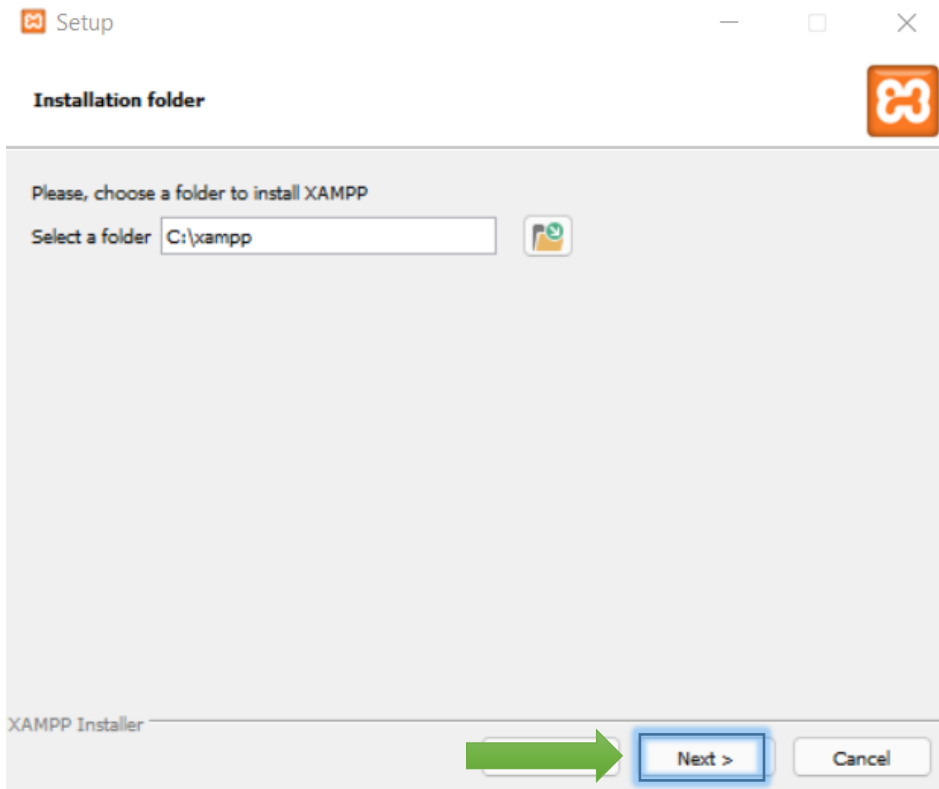 Setup
Installation folder
Please, choose a folder to install XAMPP
Select a folder C:\xampp
XAMPP Installer
Next > Cancel